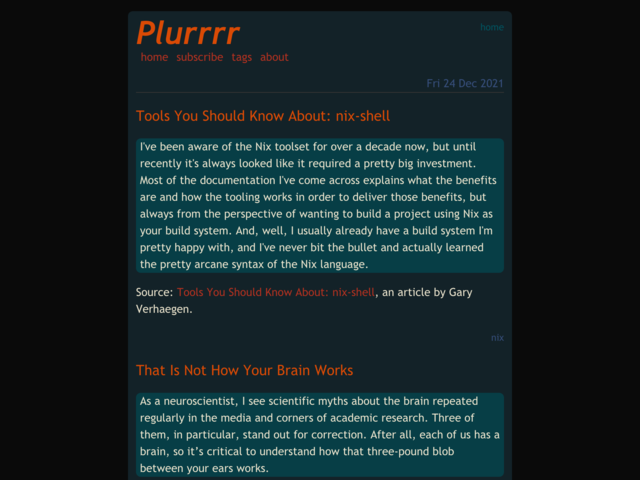 Plurrrr
home
home subscribe tags about
Fri 24 Dec 2021
Tools You Should Know About: nix-shell
I've been aware of the Nix toolset for over a decade now, but until
recently it's always looked like it required a pretty big investment.
Most of the documentation I've come across explains what the benefits
are and how the tooling works in order to deliver those benefits, but
always from the perspective of wanting to build a project using Nix as
your build system. And, well, I usually already have a build system I'm
pretty happy with, and I've never bit the bullet and actually learned
the pretty arcane syntax of the Nix language.
Source: Tools You Should Know About: nix-shell, an article by Gary
Verhaegen.
nix
That Is Not How Your Brain Works
As a neuroscientist, I see scientific myths about the brain repeated
regularly in the media and corners of academic research. Three of
them, in particular, stand out for correction. After all, each of us has a
brain, so it’s critical to understand how that three-pound blob
between your ears works.